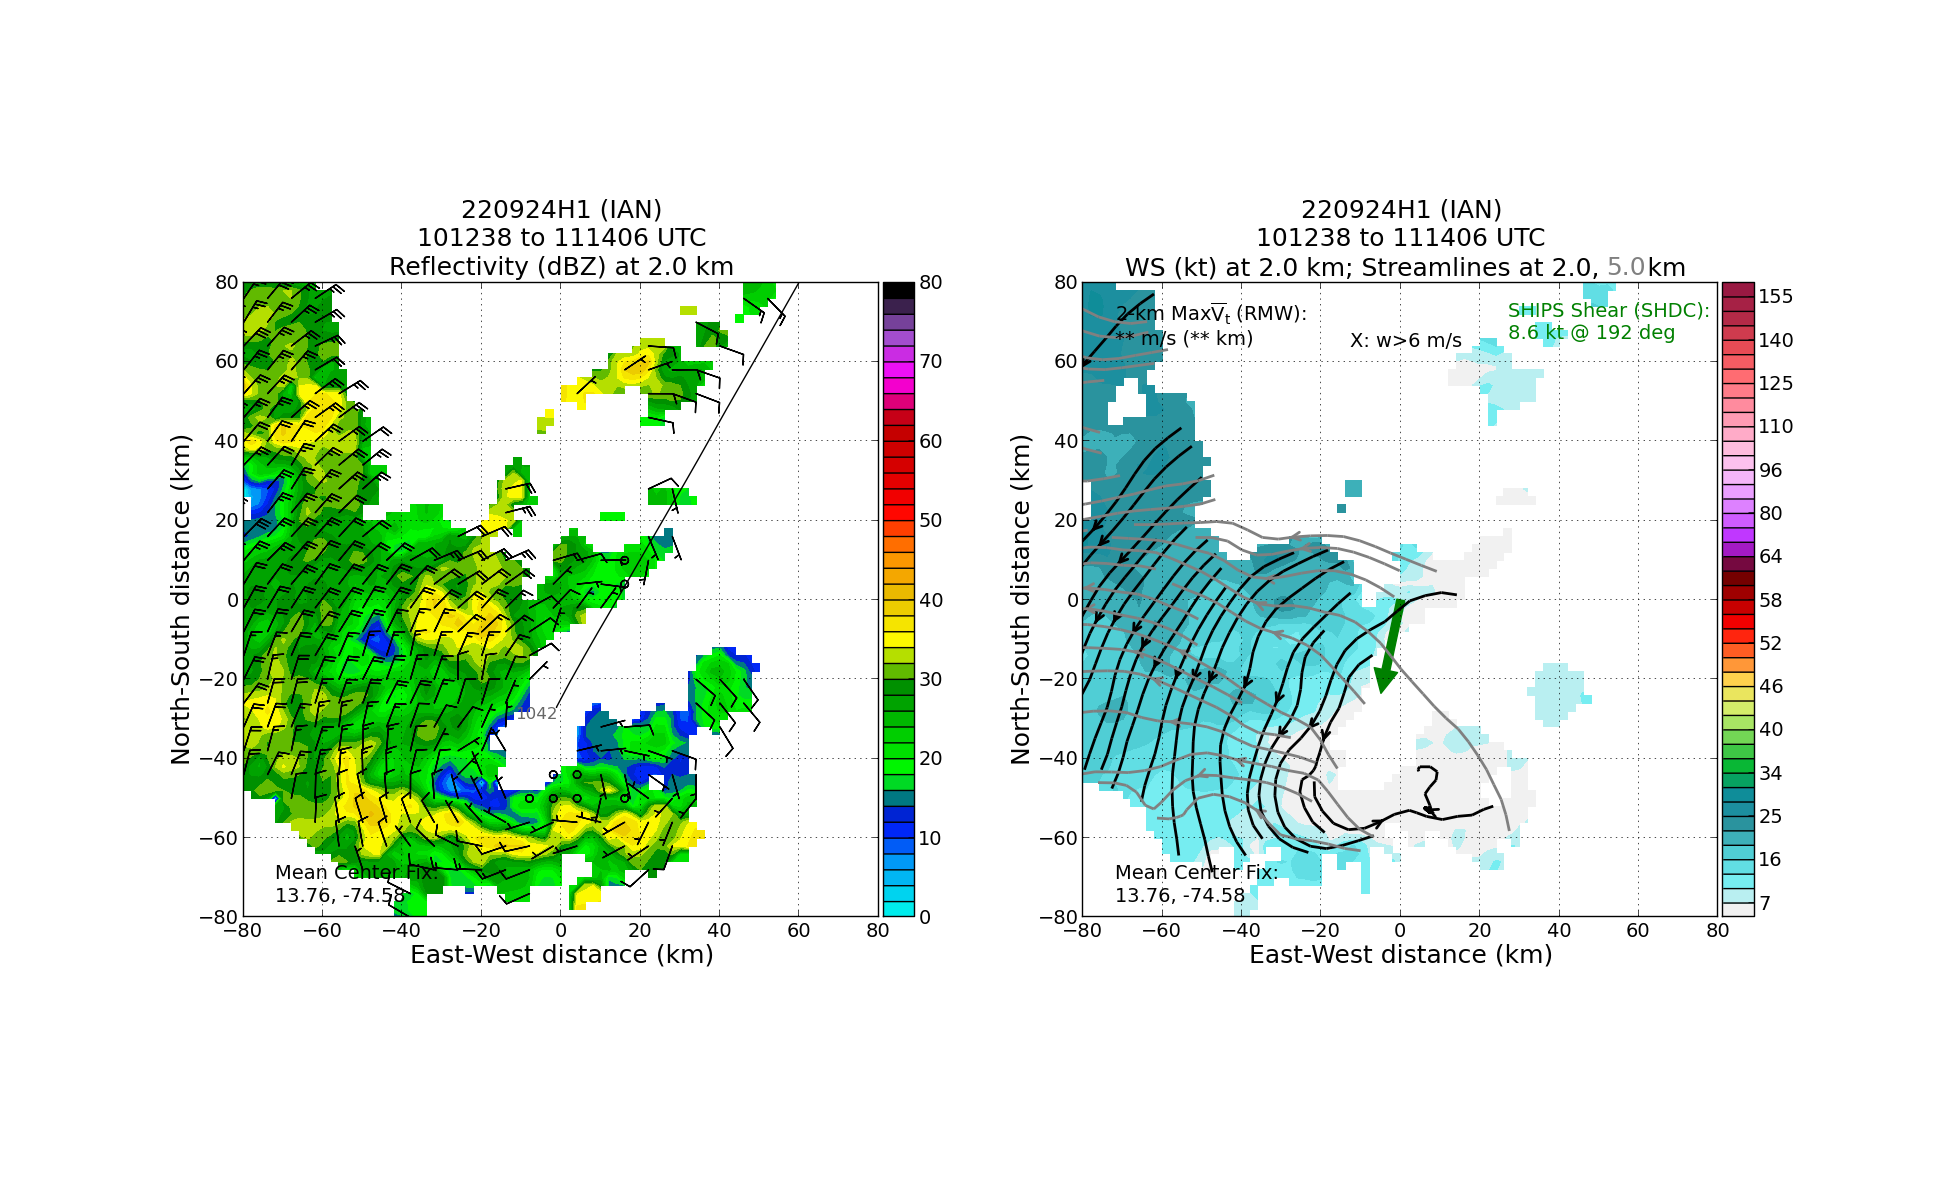 220924H1 (IAN)
101238 to 111406 UTC
Reflectivity (dBZ) at 2.0 km
80
60
40
20
0
−20
−40
−60
−80
North-South distance (km)
1042
Mean Center Fix:
13.76, -74.58
−80 −60 −40 −20 0 20 40 60 80
East-West distance (km)
80
70
60
50
40
30
20
10
0
220924H1 (IAN)
101238 to 111406 UTC
WS (kt) at 2.0 km; Streamlines at 2.0, 5.0 km
80
60
40
20
0
−20
−40
−60
−80
North-South distance (km)
2-km Max V̅t (RMW):
** m/s (** km)
X: w>6 m/s
SHIPS Shear (SHDC):
8.6 kt @ 192 deg
Mean Center Fix:
13.76, -74.58
−80 −60 −40 −20 0 20 40 60 80
East-West distance (km)
155
140
125
110
96
80
64
58
52
46
40
34
25
16
7